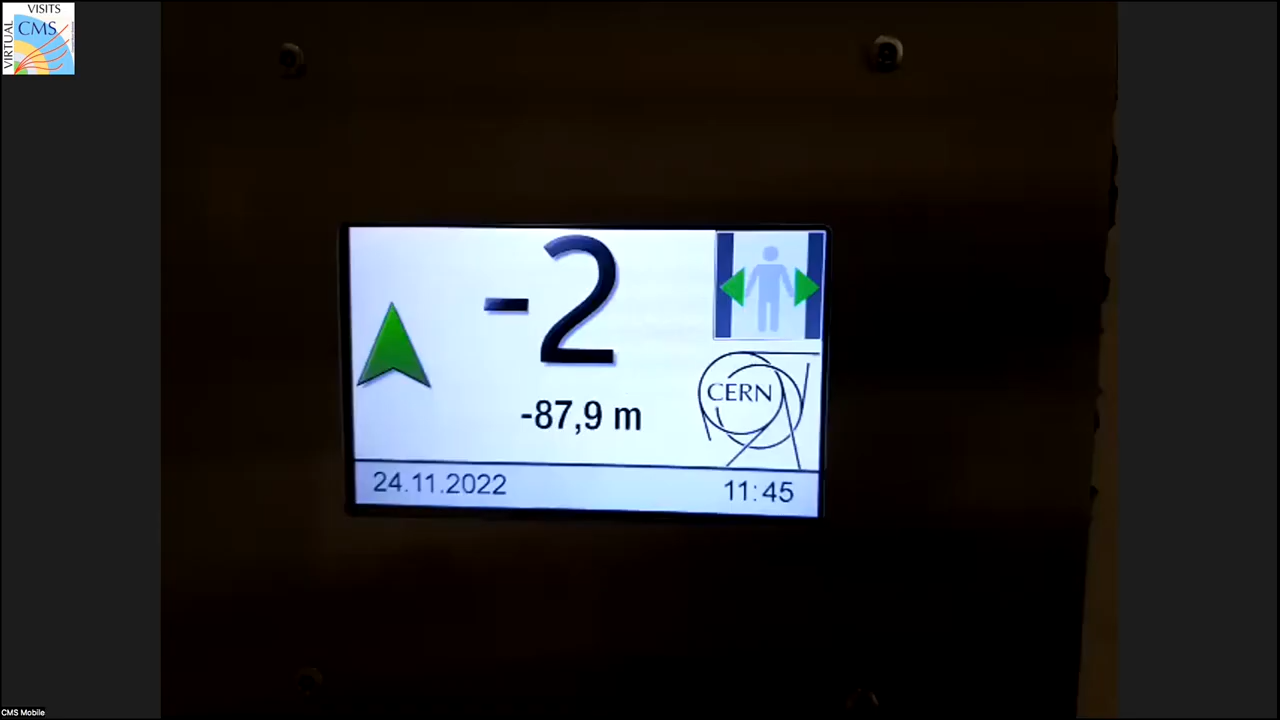 VISITS
CMS
VIRTUAL
-2
-87,9 m
CERN
24.11.2022
11:45
CMS Mobile